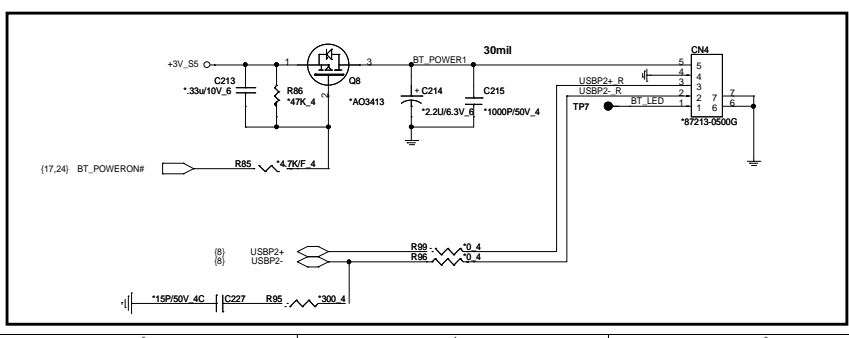 30mil
CN4
+3V_S5
1
3
BT_POWER1
5
5
C213
*.33u/10V_6
R86
*47K_4
2
Q8
*AO3413
+
C214
*2.2U/6.3V_6
C215
*1000P/50V_4
4
4
USBP2+_R
3
3
USBP2-_R
2
2
7
7
TP7
BT_LED
1
1
6
6
*87213-0500G
{17,24}
BT_POWERON#
R85
*4.7K/F_4
{8}
USBP2+
R99
*0_4
{8}
USBP2-
R96
*0_4
*15P/50V_4C
C227
R95
*300_4